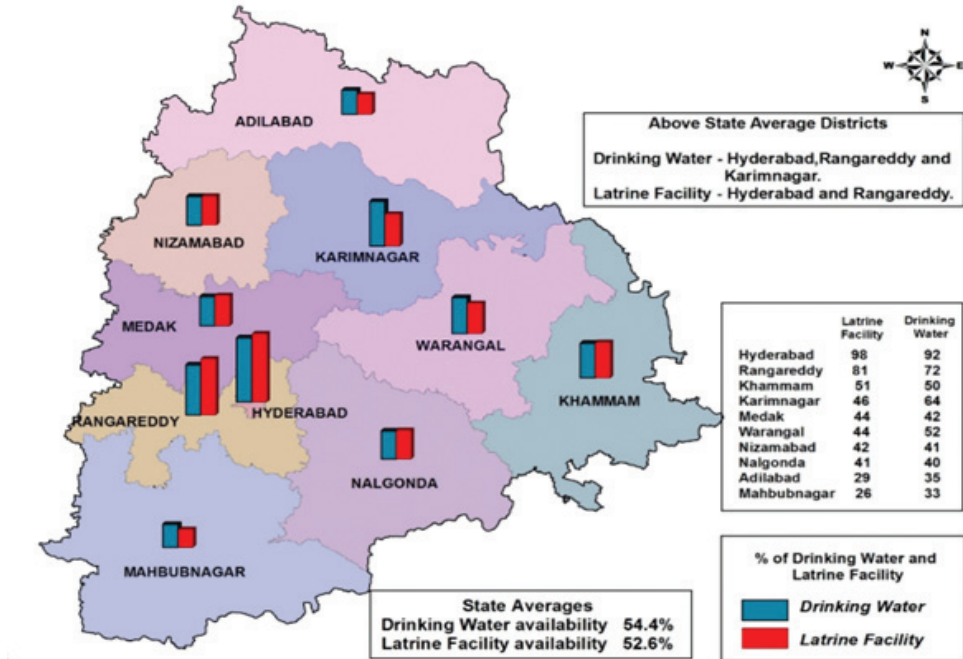 N
W E
S
ADILABAD
Above State Average Districts
Drinking Water - Hyderabad,Rangareddy and
Karimnagar.
Latrine Facility - Hyderabad and Rangareddy.
NIZAMABAD
KARIMNAGAR
MEDAK
WARANGAL
KHAMMAM
RANGAREDDY
HYDERABAD
NALGONDA
MAHBUBNAGAR
Latrine Drinking
Facility Water
Hyderabad 98 92
Rangareddy 81 72
Khammam 51 50
Karimnagar 46 64
Medak 44 42
Warangal 44 52
Nizamabad 42 41
Nalgonda 41 40
Adilabad 29 35
Mahbubnagar 26 33
% of Drinking Water and
Latrine Facility
Drinking Water
Latrine Facility
State Averages
Drinking Water availability 54.4%
Latrine Facility availability 52.6%